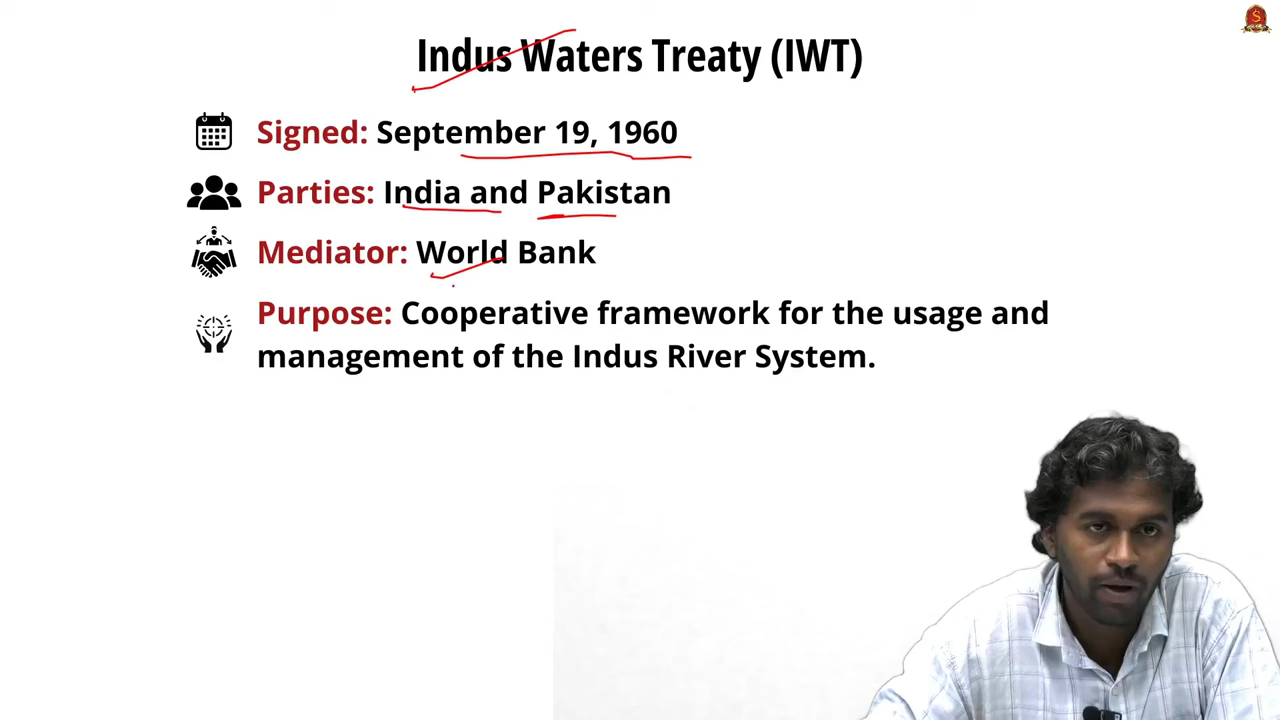 Indus Waters Treaty (IWT)
Signed: September 19, 1960
Parties: India and Pakistan
Mediator: World Bank
Purpose: Cooperative framework for the usage and
management of the Indus River System.